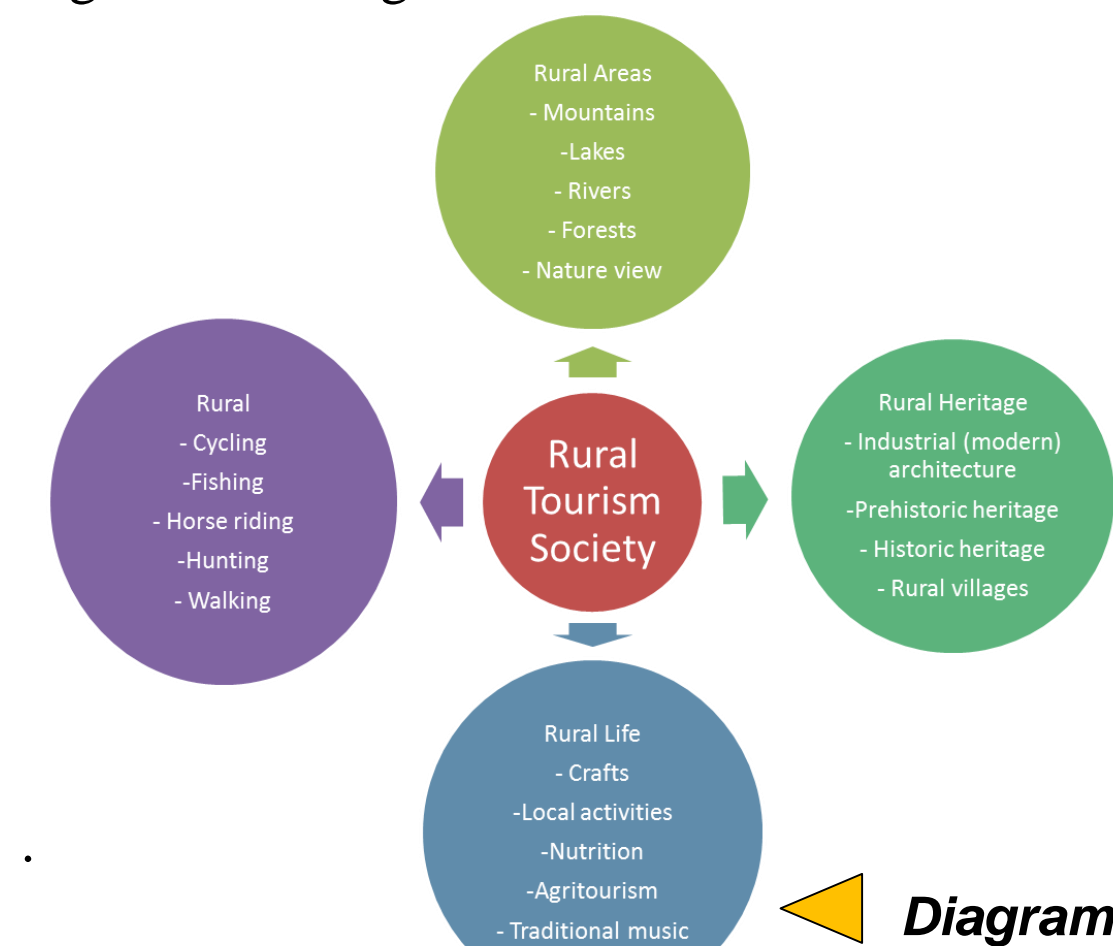 Rural Areas
- Mountains
-Lakes
- Rivers
- Forests
- Nature view
Rural
- Cycling
-Fishing
- Horse riding
-Hunting
- Walking
Rural
Tourism
Society
Rural Heritage
- Industrial (modern)
architecture
-Prehistoric heritage
- Historic heritage
- Rural villages
Rural Life
- Crafts
-Local activities
-Nutrition
-Agritourism
- Traditional music
.
Diagram